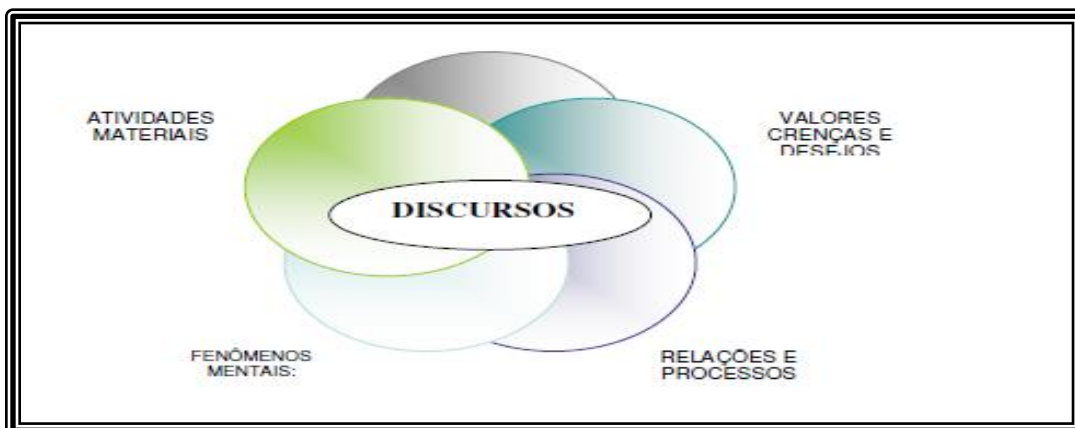 ATIVIDADES
MATERIAIS
VALORES
CRENÇAS E
DESEJOS
DISCURSOS
FENÔMENOS
MENTAIS:
RELAÇÕES E
PROCESSOS